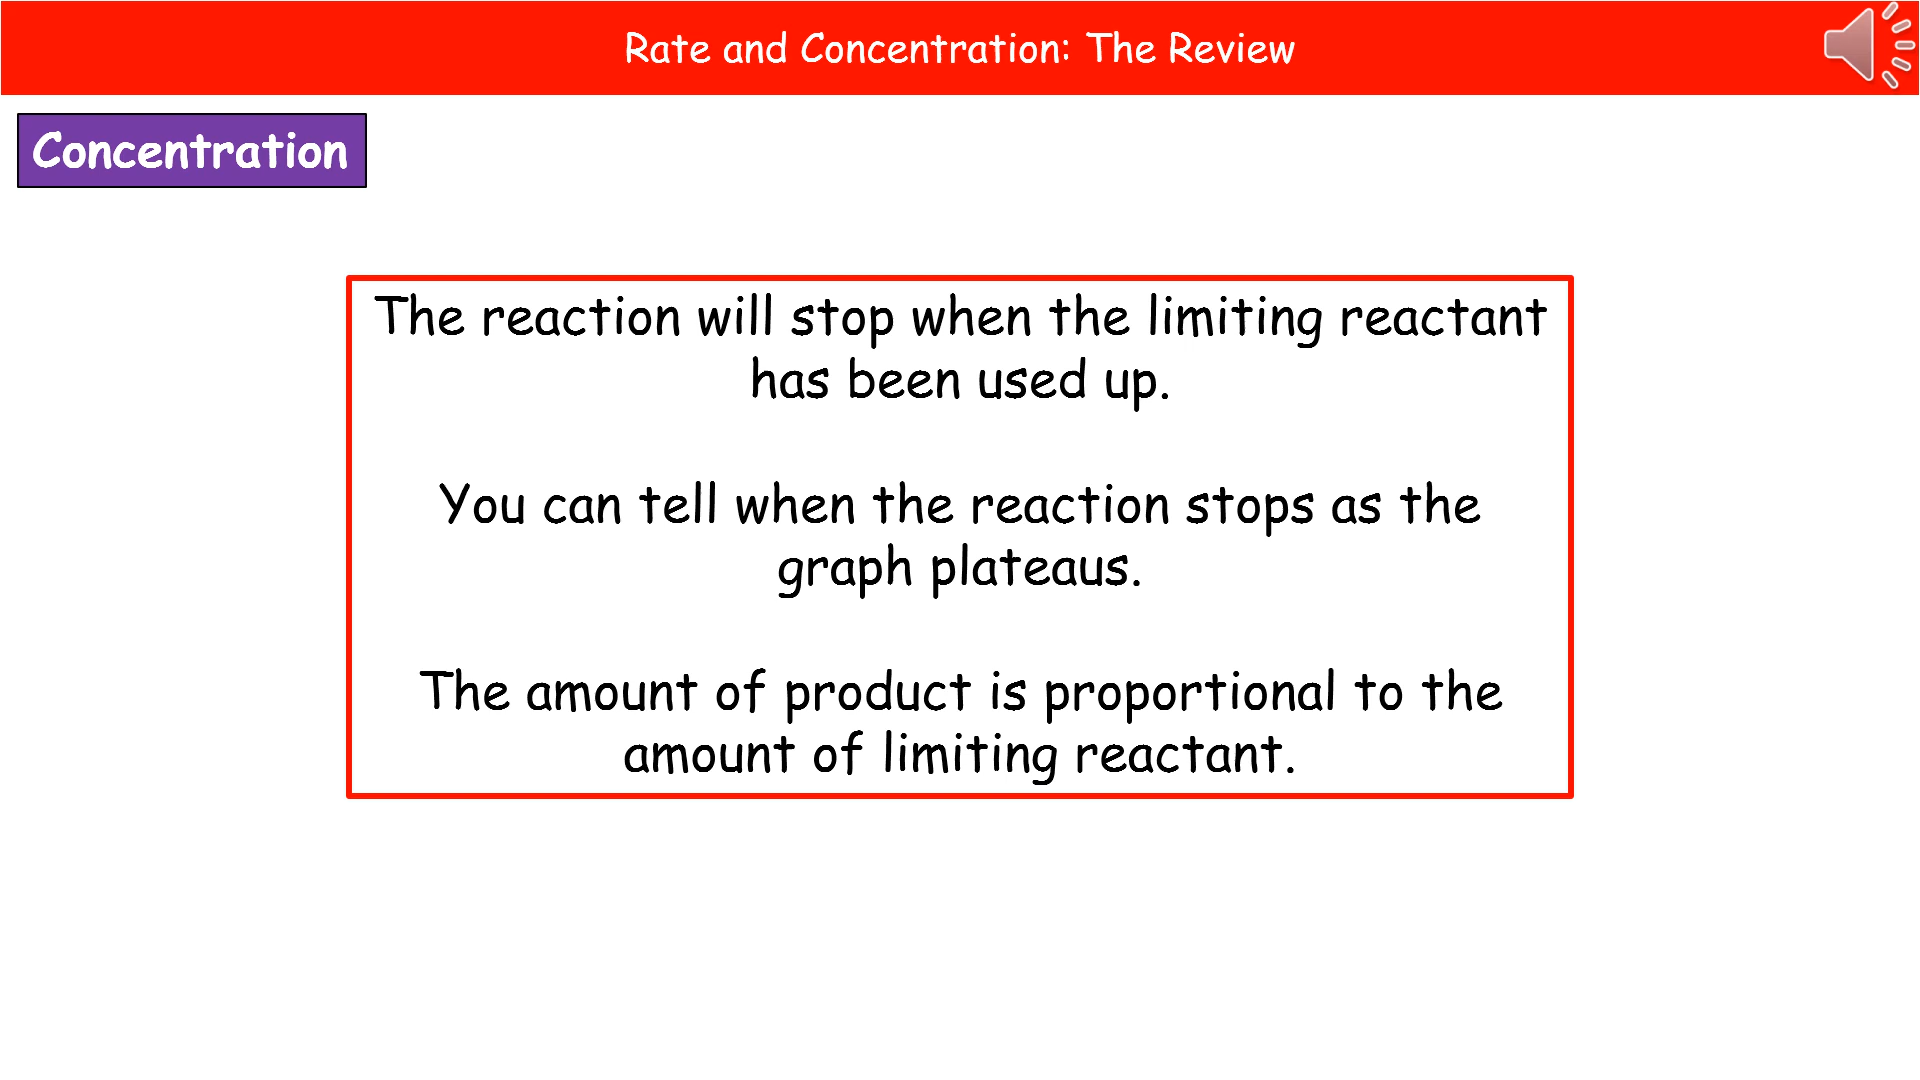 Rate and Concentration: The Review
Concentration
The reaction will stop when the limiting reactant
has been used up.
You can tell when the reaction stops as the
graph plateaus.
The amount of product is proportional to the
amount of limiting reactant.